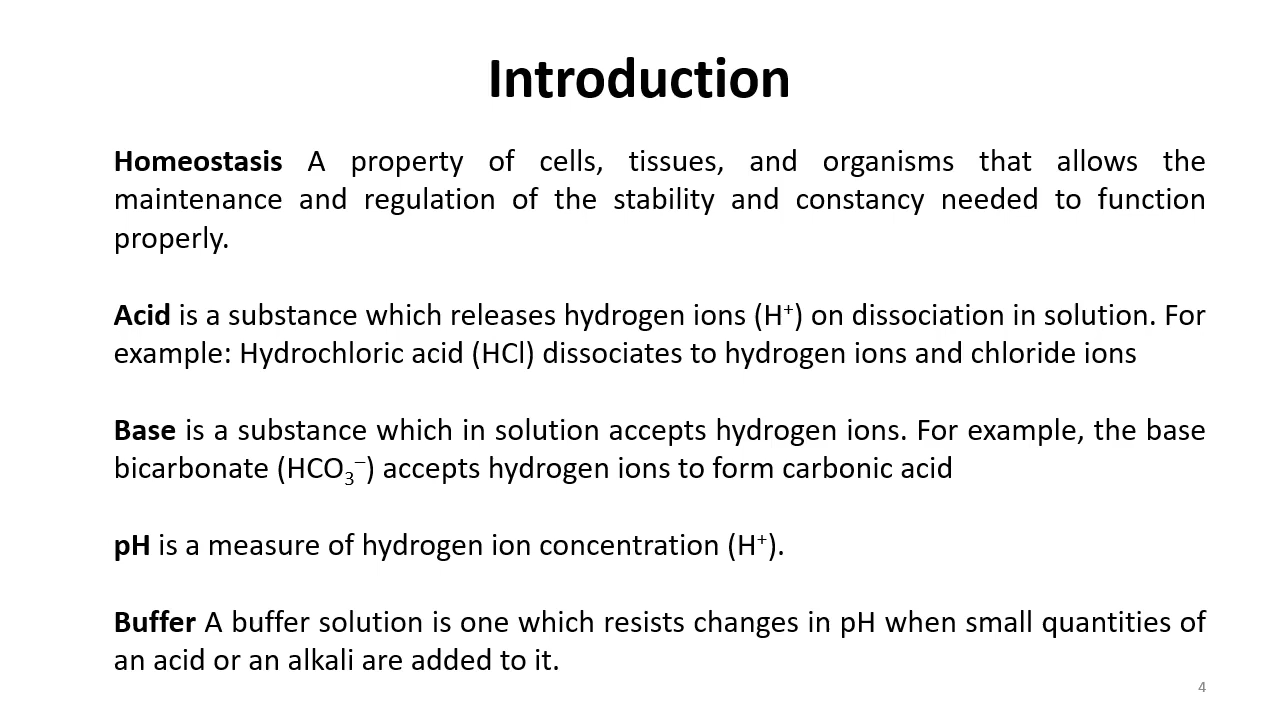 Introduction
Homeostasis A property of cells, tissues, and organisms that allows the
maintenance and regulation of the stability and constancy needed to function
properly.
Acid is a substance which releases hydrogen ions (H⁺) on dissociation in solution. For
example: Hydrochloric acid (HCl) dissociates to hydrogen ions and chloride ions
Base is a substance which in solution accepts hydrogen ions. For example, the base
bicarbonate (HCO₃⁻) accepts hydrogen ions to form carbonic acid
pH is a measure of hydrogen ion concentration (H⁺).
Buffer A buffer solution is one which resists changes in pH when small quantities of
an acid or an alkali are added to it.
4